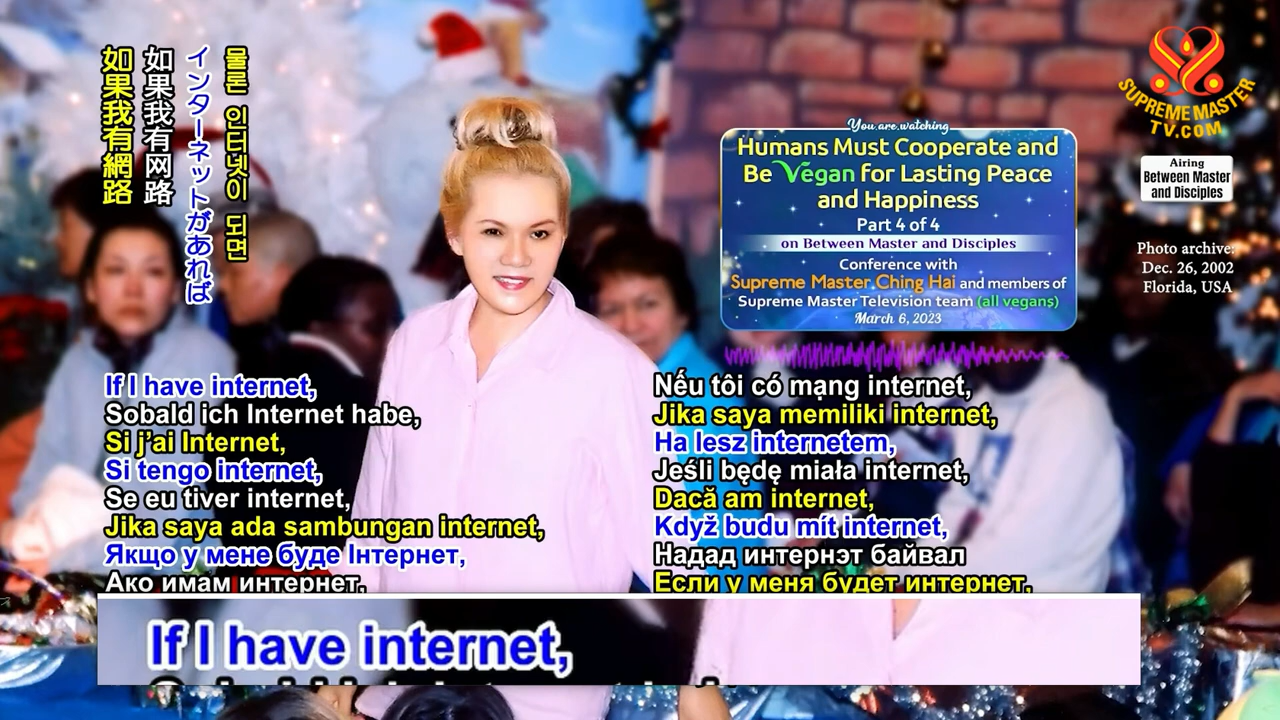 如果我有網路
如果我有网路
インターネットがあれば
물론 인터넷이 되면
SUPREME MASTER
TV.COM
You are watching
Humans Must Cooperate and
Be Vegan for Lasting Peace
and Happiness
Part 4 of 4
on Between Master and Disciples
Conference with
Supreme Master Ching Hai and members of
Supreme Master Television team (all vegans)
March 6, 2023
Airing
Between Master
and Disciples
Photo archive:
Dec. 26, 2002
Florida, USA
If I have internet,
Sobald ich Internet habe,
Si j’ai Internet,
Si tengo internet,
Se eu tiver internet,
Jika saya ada sambungan internet,
Якщо у мене буде Інтернет,
Ако имам интернет,
Nếu tôi có mạng internet,
Jika saya memiliki internet,
Ha lesz internetem,
Jeśli będę miała internet,
Dacă am internet,
Když budu mít internet,
Надад интернэт байвал
Если у меня будет интернет,
If I have internet,